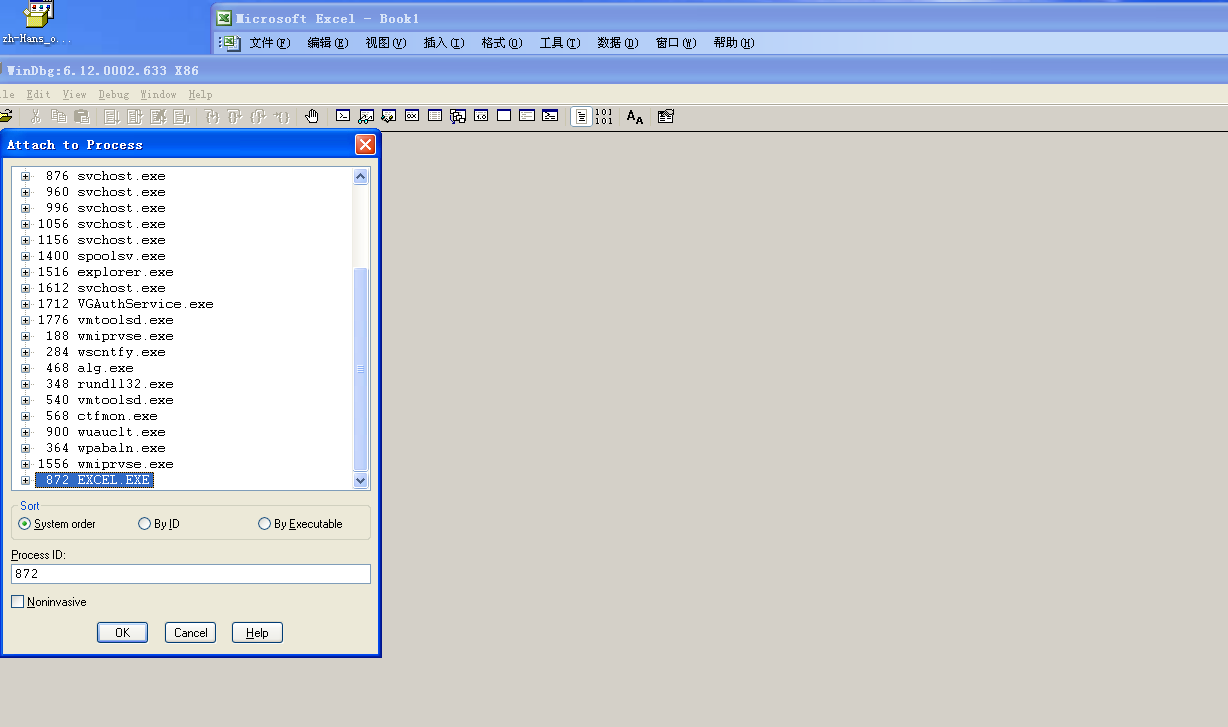 zh-Hans_o...
Microsoft Excel - Book1
文件(F) 编辑(E) 视图(V) 插入(I) 格式(O) 工具(T) 数据(D) 窗口(W) 帮助(H)
WinDbg:6.12.0002.633 X86
le Edit View Debug Window Help
Attach to Process
876 svchost.exe
960 svchost.exe
996 svchost.exe
1056 svchost.exe
1156 svchost.exe
1400 spoolsv.exe
1516 explorer.exe
1612 svchost.exe
1712 VGAuthService.exe
1776 vmtoolsd.exe
188 wmiprvse.exe
284 wscntfy.exe
468 alg.exe
348 rundll32.exe
540 vmtoolsd.exe
568 ctfmon.exe
900 wuauclt.exe
364 wpabaln.exe
1556 wmiprvse.exe
872 EXCEL.EXE
Sort
System order By ID By Executable
Process ID:
872
Noninvasive
OK Cancel Help